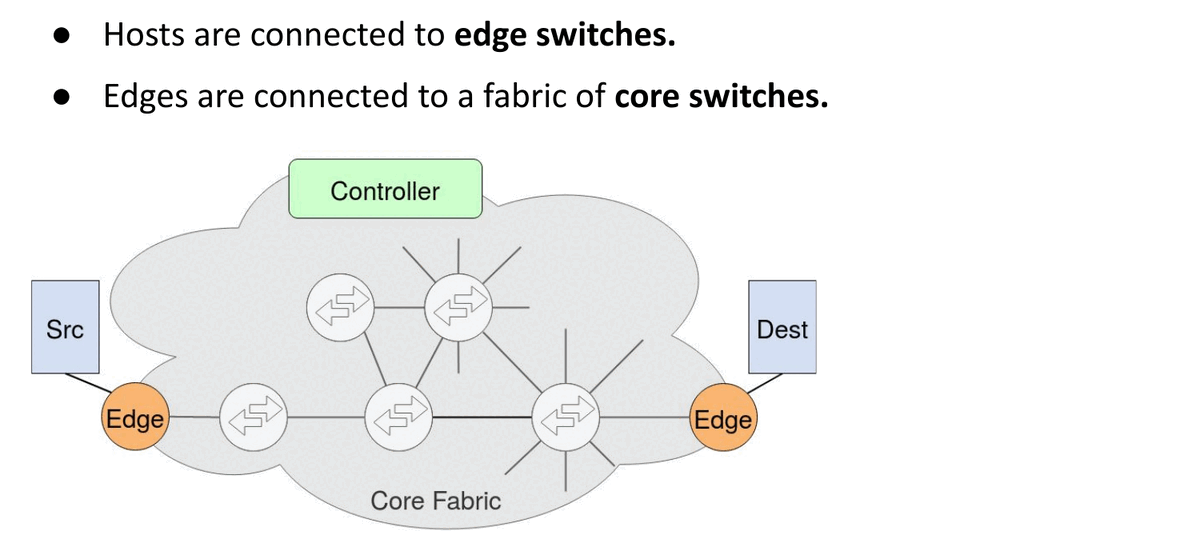 ● Hosts are connected to edge switches.
● Edges are connected to a fabric of core switches.
Controller
Src
Dest
Edge
Edge
Core Fabric